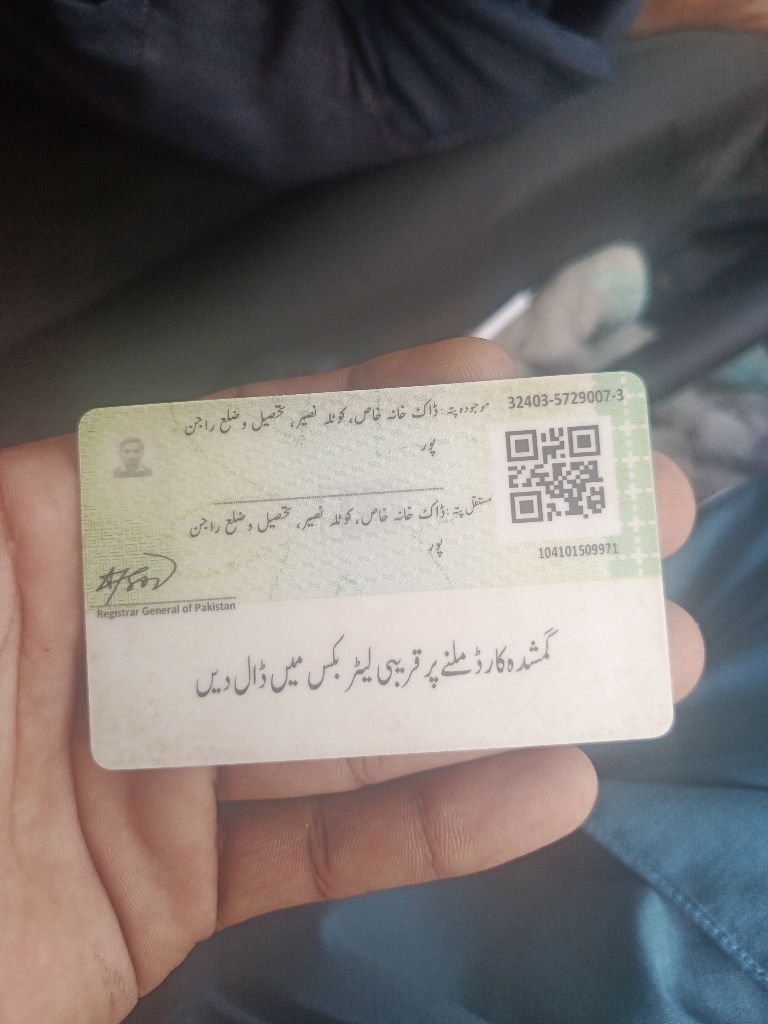 32403-5729007-3
موجودہ پتہ: ڈاک خانہ خاص، کوٹلہ نصیر، تحصیل و ضلع راجن
پور
مستقل پتہ: ڈاک خانہ خاص، کوٹلہ نصیر، تحصیل و ضلع راجن
پور
104101509971
Registrar General of Pakistan
گمشدہ کارڈ ملنے پر قریبی لیٹر بکس میں ڈال دیں